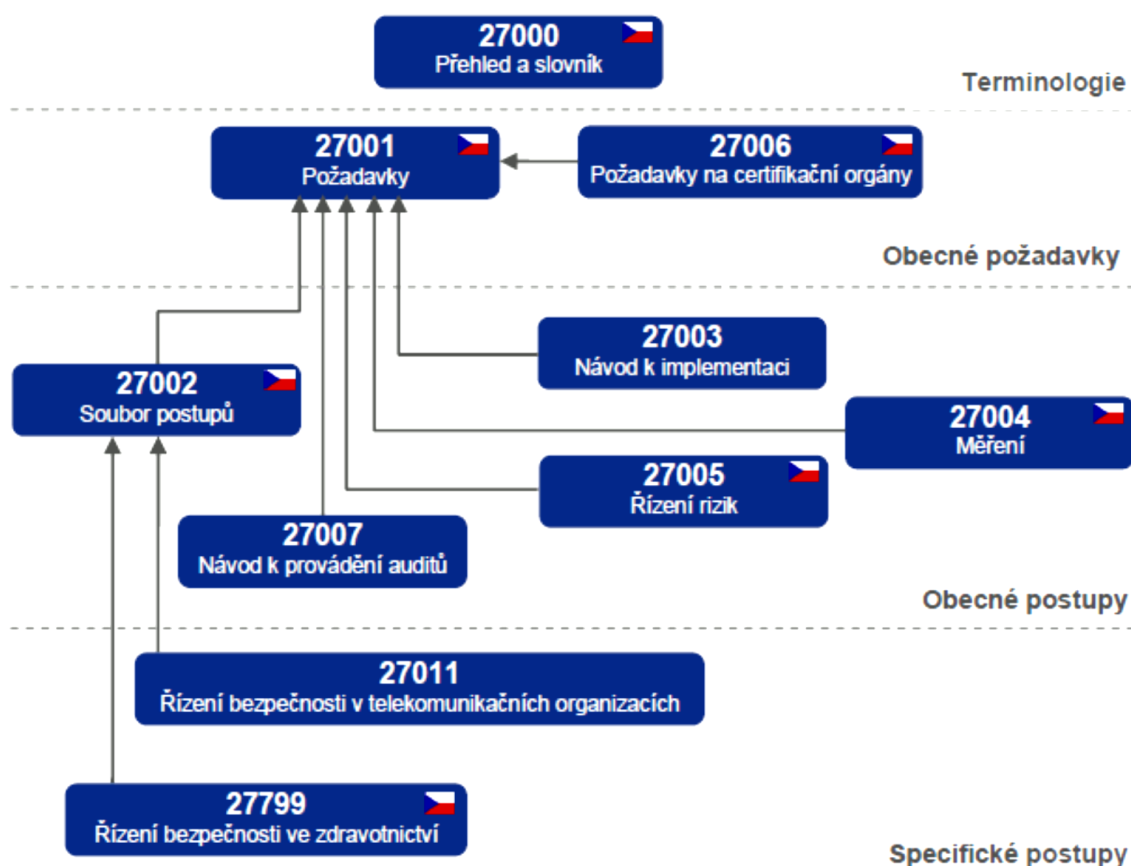 27000
Přehled a slovník
Terminologie
27001
Požadavky
27006
Požadavky na certifikační orgány
Obecné požadavky
27003
Návod k implementaci
27002
Soubor postupů
27004
Měření
27005
Řízení rizik
27007
Návod k provádění auditů
Obecné postupy
27011
Řízení bezpečnosti v telekomunikačních organizacích
27799
Řízení bezpečnosti ve zdravotnictví
Specifické postupy